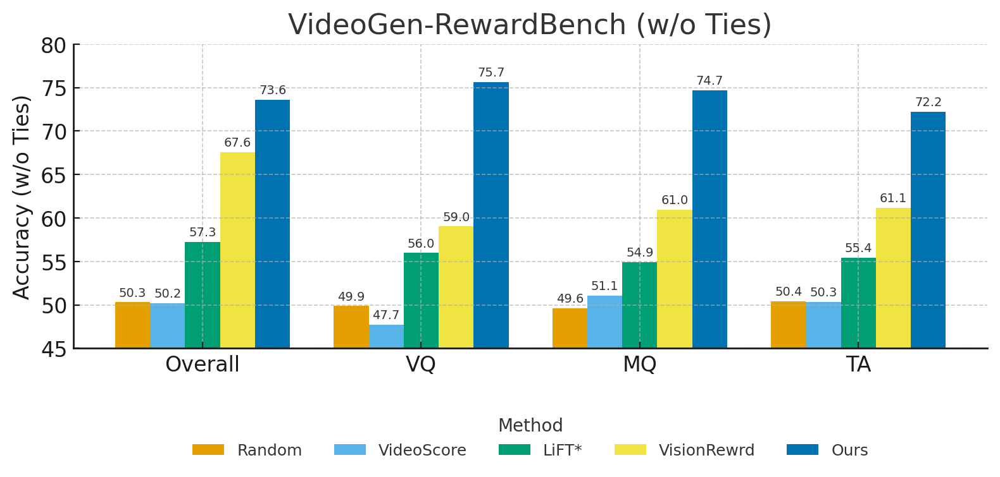 VideoGen-RewardBench (w/o Ties)
Accuracy (w/o Ties)
80
75
70
65
60
55
50
45
50.3 50.2 57.3 67.6 73.6
49.9 47.7 56.0 59.0 75.7
49.6 51.1 54.9 61.0 74.7
50.4 50.3 55.4 61.1 72.2
Overall VQ MQ TA
Method
Random VideoScore LiFT* VisionRewrd Ours